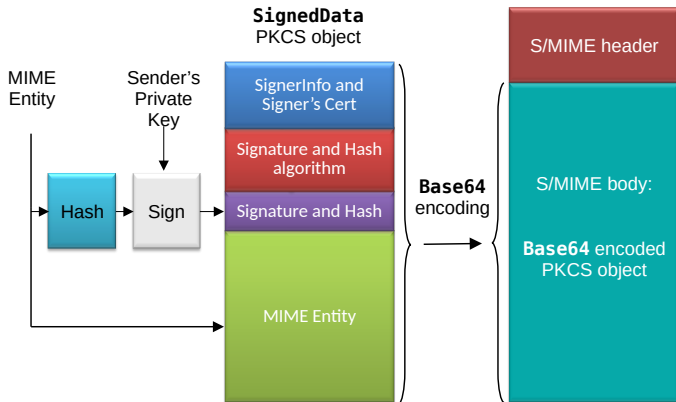 SignedData
PKCS object
MIME
Entity
Sender’s
Private
Key
Hash
Sign
SignerInfo and
Signer’s Cert
Signature and Hash
algorithm
Signature and Hash
MIME Entity
Base64
encoding
S/MIME header
S/MIME body:
Base64 encoded
PKCS object